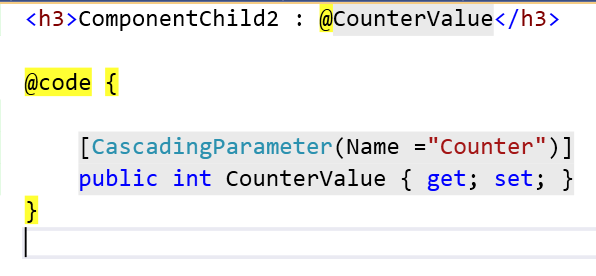 <h3>ComponentChild2 : @CounterValue</h3>
@code {
[CascadingParameter(Name ="Counter")]
public int CounterValue { get; set; }
}